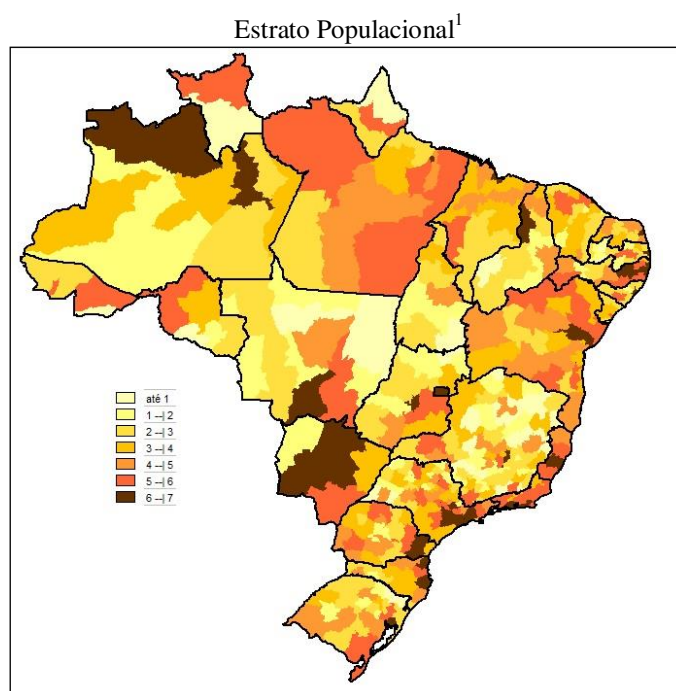 Estrato Populacional¹
até 1
1 --| 2
2 --| 3
3 --| 4
4 --| 5
5 --| 6
6 --| 7